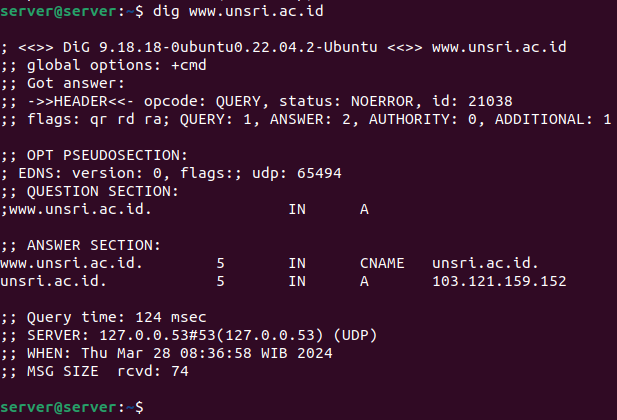 server@server:~$ dig www.unsri.ac.id

; <<>> DiG 9.18.18-0ubuntu0.22.04.2-Ubuntu <<>> www.unsri.ac.id
;; global options: +cmd
;; Got answer:
;; ->>HEADER<<- opcode: QUERY, status: NOERROR, id: 21038
;; flags: qr rd ra; QUERY: 1, ANSWER: 2, AUTHORITY: 0, ADDITIONAL: 1

;; OPT PSEUDOSECTION:
; EDNS: version: 0, flags:; udp: 65494
;; QUESTION SECTION:
;www.unsri.ac.id.               IN      A

;; ANSWER SECTION:
www.unsri.ac.id.        5       IN      CNAME   unsri.ac.id.
unsri.ac.id.            5       IN      A       103.121.159.152

;; Query time: 124 msec
;; SERVER: 127.0.0.53#53(127.0.0.53) (UDP)
;; WHEN: Thu Mar 28 08:36:58 WIB 2024
;; MSG SIZE  rcvd: 74

server@server:~$